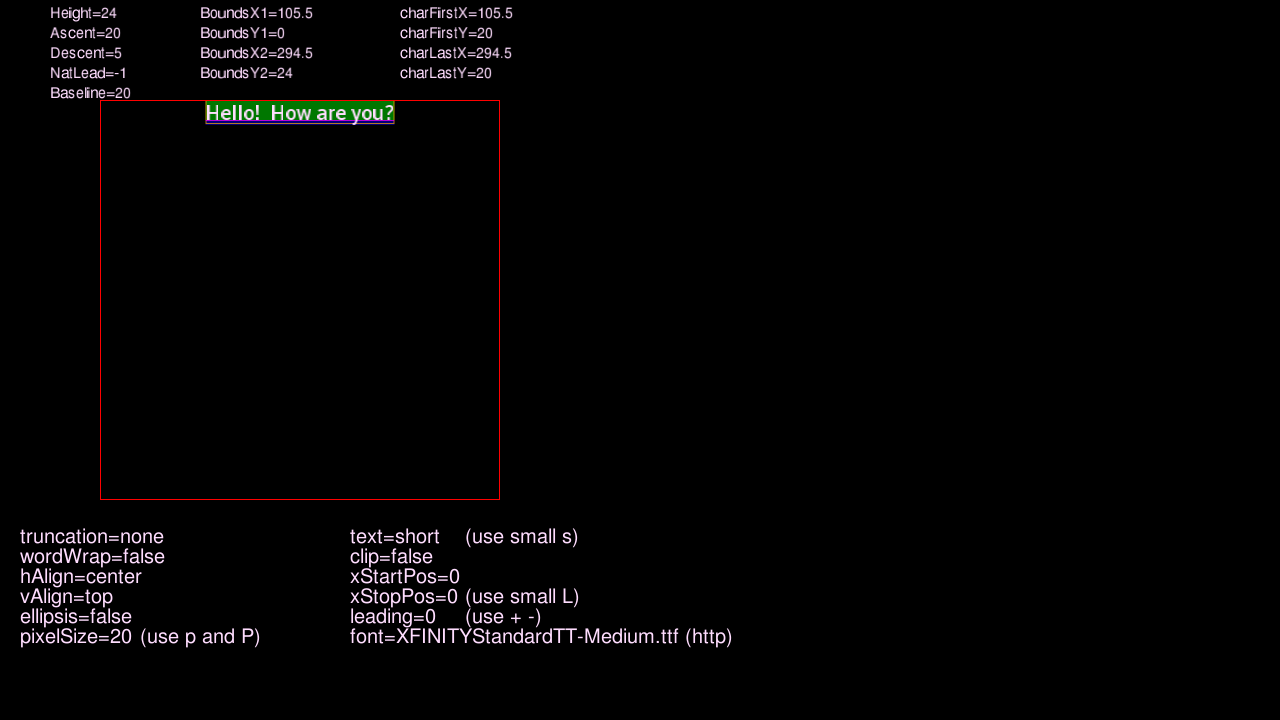 Height=24 BoundsX1=105.5 charFirstX=105.5
Ascent=20 BoundsY1=0 charFirstY=20
Descent=5 BoundsX2=294.5 charLastX=294.5
NatLead=-1 BoundsY2=24 charLastY=20
Baseline=20
Hello!  How are you?
truncation=none text=short (use small s)
wordWrap=false clip=false
hAlign=center xStartPos=0
vAlign=top xStopPos=0 (use small L)
ellipsis=false leading=0 (use + -)
pixelSize=20 (use p and P) font=XFINITYStandardTT-Medium.ttf (http)